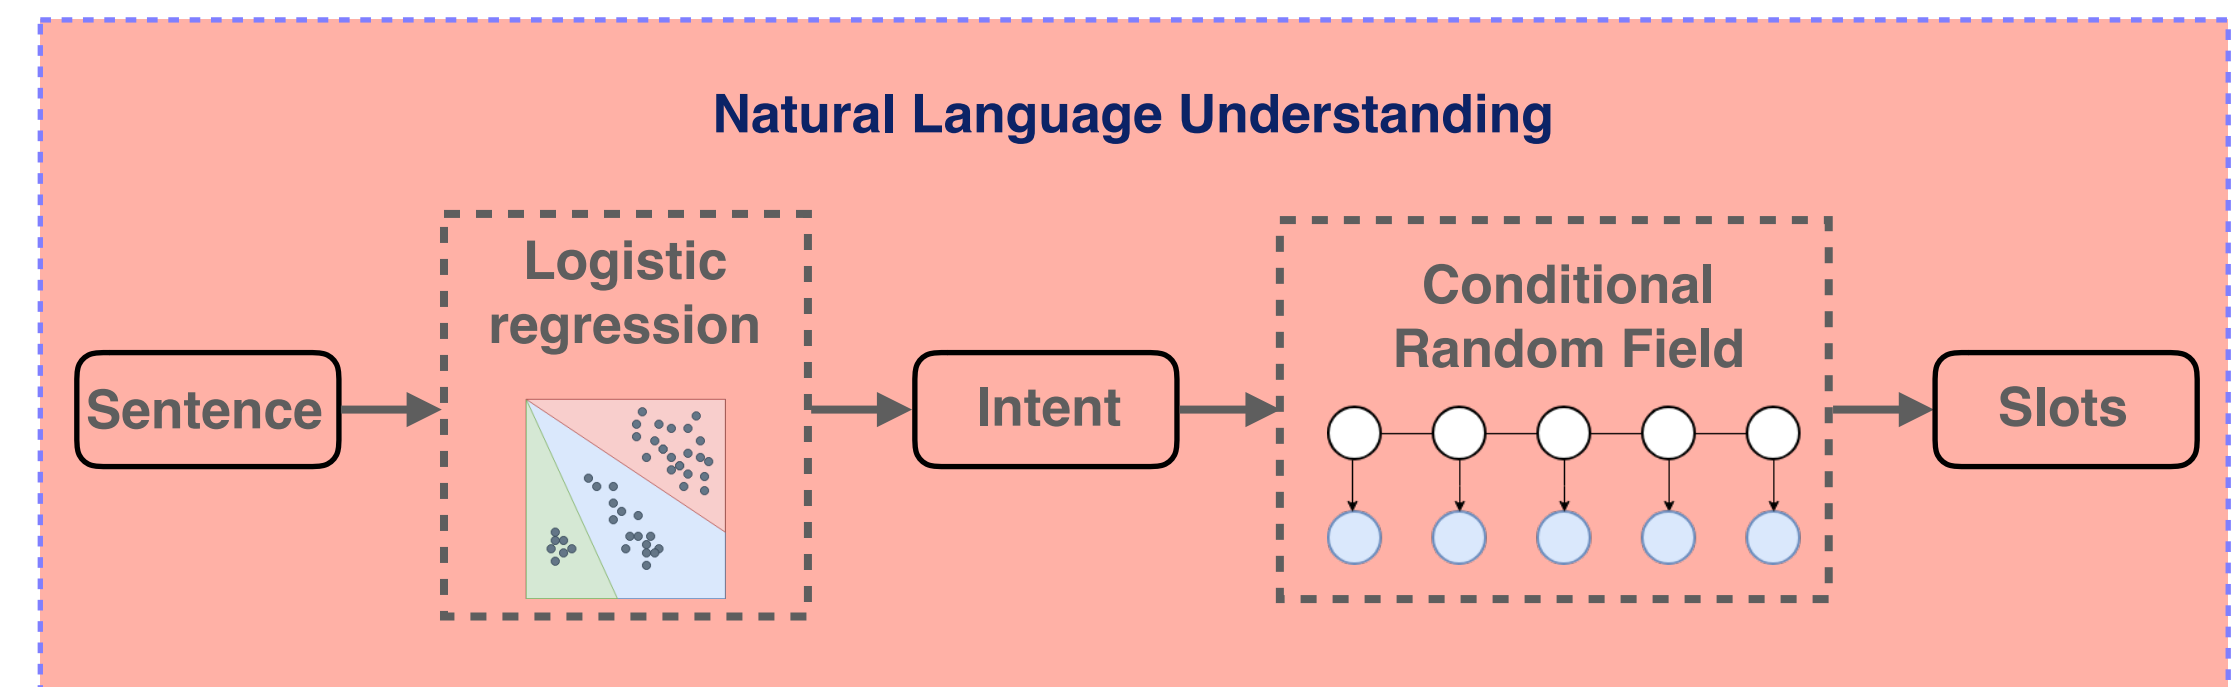 Natural Language Understanding
Logistic
regression
Conditional
Random Field
Sentence
Intent
Slots